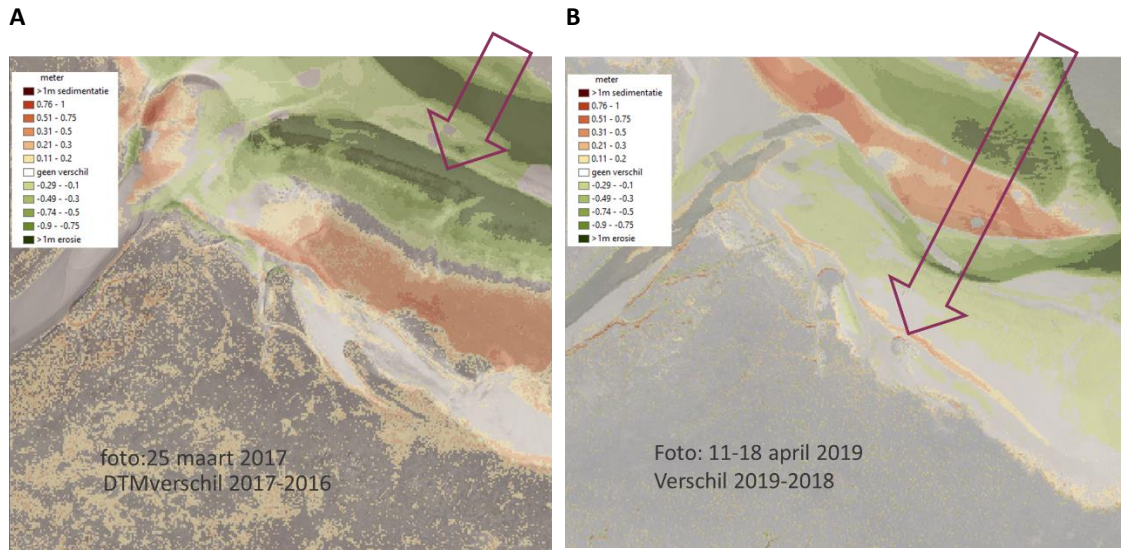 A
B
meter
>1m sedimentatie
0.76 - 1
0.51 - 0.75
0.31 - 0.5
0.21 - 0.3
0.11 - 0.2
geen verschil
-0.29 - -0.1
-0.49 - -0.3
-0.74 - -0.5
-0.9 - -0.75
>1m erosie
foto:25 maart 2017
DTMverschil 2017-2016
meter
>1m sedimentatie
0.76 - 1
0.51 - 0.75
0.31 - 0.5
0.21 - 0.3
0.11 - 0.2
geen verschil
-0.29 - -0.1
-0.49 - -0.3
-0.74 - -0.5
-0.9 - -0.75
>1m erosie
Foto: 11-18 april 2019
Verschil 2019-2018